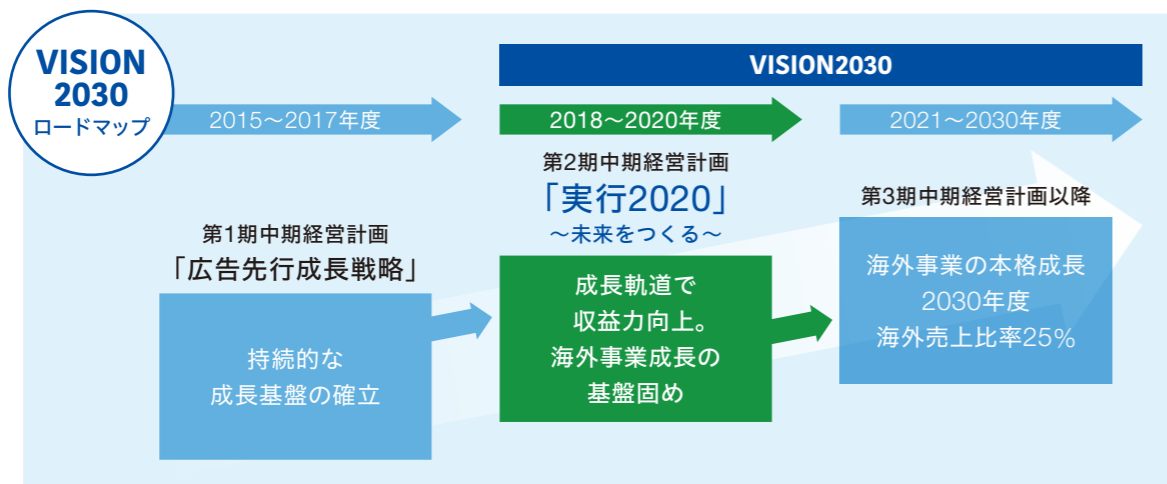 VISION
2030
ロードマップ
VISION2030
2015～2017年度
2018～2020年度
2021～2030年度
第1期中期経営計画
「広告先行成長戦略」
持続的な
成長基盤の確立
第2期中期経営計画
「実行2020」
～未来をつくる～
成長軌道で
収益力向上。
海外事業成長の
基盤固め
第3期中期経営計画以降
海外事業の本格成長
2030年度
海外売上比率25%